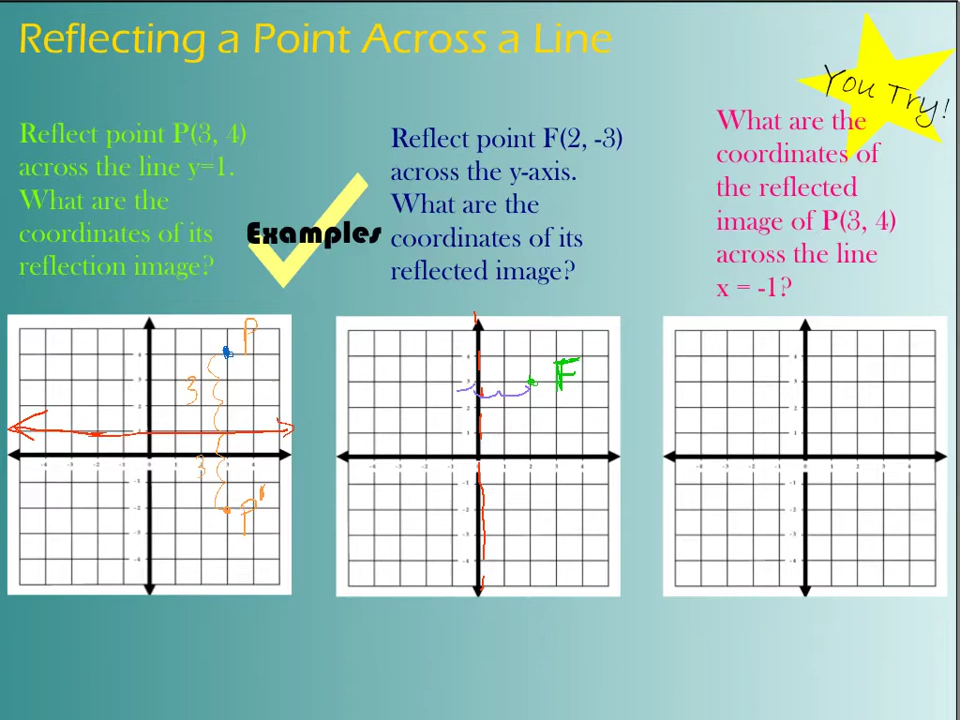 Reflecting a Point Across a Line
You Try!
Reflect point P(3, 4)
across the line y=1.
What are the
coordinates of its
reflection image?
Examples
Reflect point F(2, -3)
across the y-axis.
What are the
coordinates of its
reflected image?
What are the
coordinates of
the reflected
image of P(3, 4)
across the line
x = -1?
P
3
3
P'
F